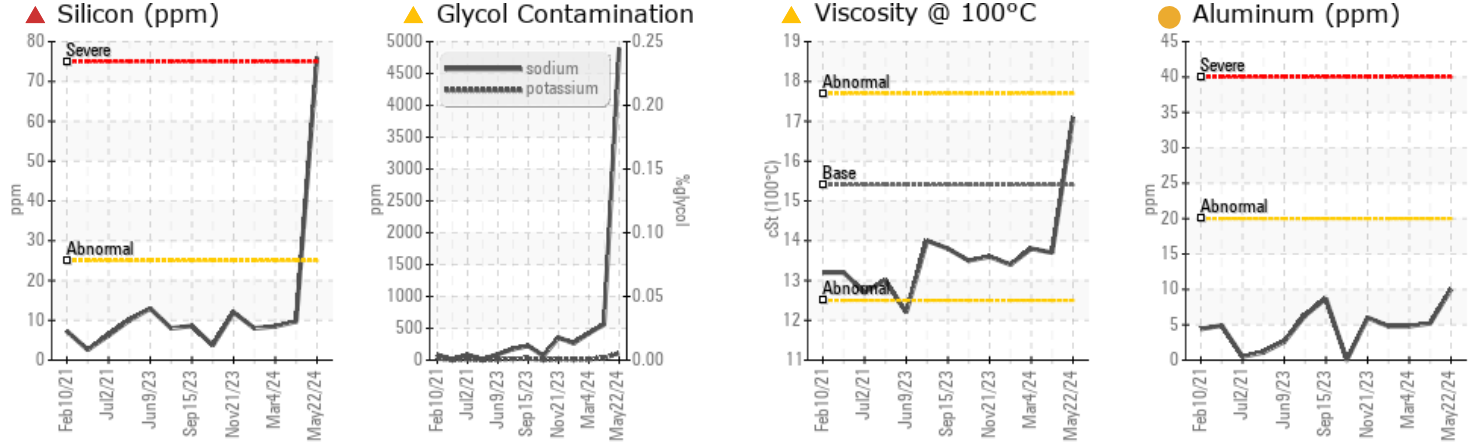 Silicon (ppm)
80
70
60
50
40
30
20
10
0
ppm
Severe
Abnormal
Feb10/21
Jul2/21
Jun9/23
Sep15/23
Nov21/23
Mar4/24
May22/24
Glycol Contamination
5000
4500
4000
3500
3000
2500
2000
1500
1000
500
0
ppm
sodium
potassium
0.25
0.20
0.15
0.10
0.05
0.00
%glycol
Feb10/21
Jul2/21
Jun9/23
Sep15/23
Nov21/23
Mar4/24
May22/24
Viscosity @ 100°C
19
18
17
16
15
14
13
12
11
cSt (100°C)
Abnormal
Base
Abnormal
Feb10/21
Jul2/21
Jun9/23
Sep15/23
Nov21/23
Mar4/24
May22/24
Aluminum (ppm)
45
40
35
30
25
20
15
10
5
0
ppm
Severe
Abnormal
Feb10/21
Jul2/21
Jun9/23
Sep15/23
Nov21/23
Mar4/24
May22/24